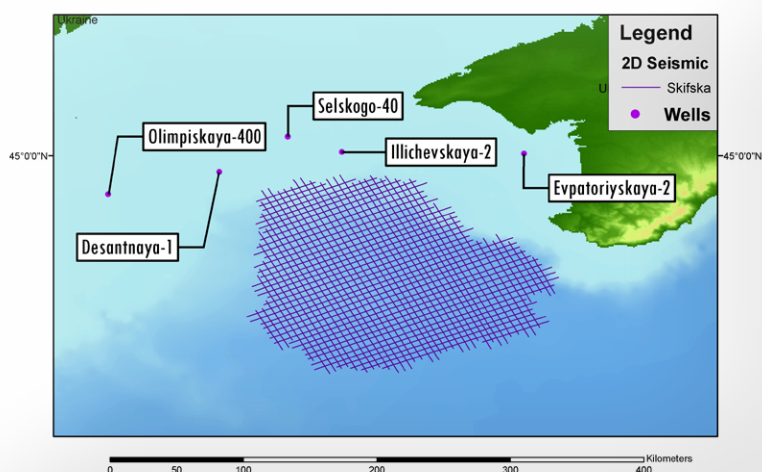 Ukraine
Legend
2D Seismic
U
Skifska
Wells
Selskogo-40
Olimpiskaya-400
Illichevskaya-2
45°0'0"N
45°0'0"N
Evpatoriyskaya-2
Desantnaya-1
Kilometers
0 50 100 200 300 400